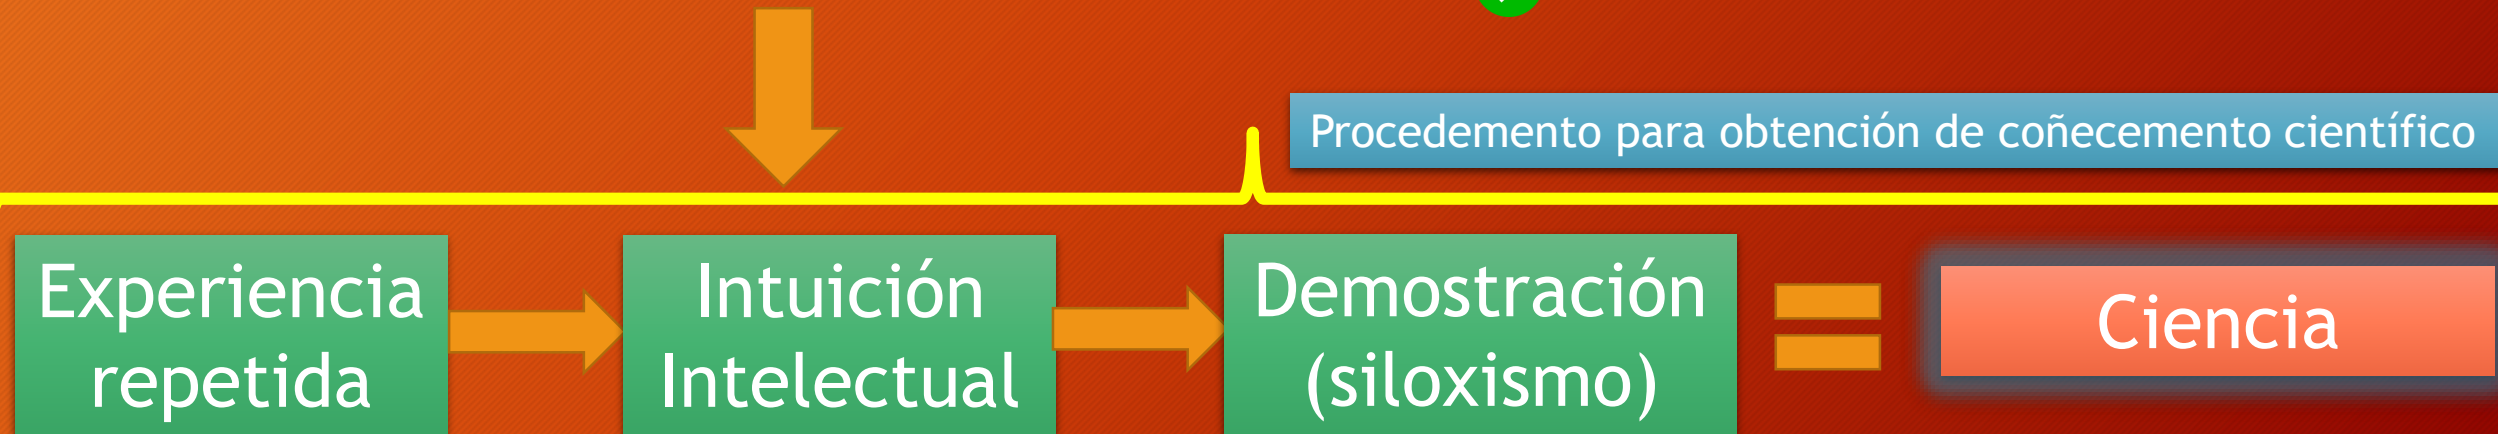 Procedemento para obtención de coñecemento científico
Experiencia
repetida
Intuición
Intelectual
Demostración
(siloxismo)
Ciencia